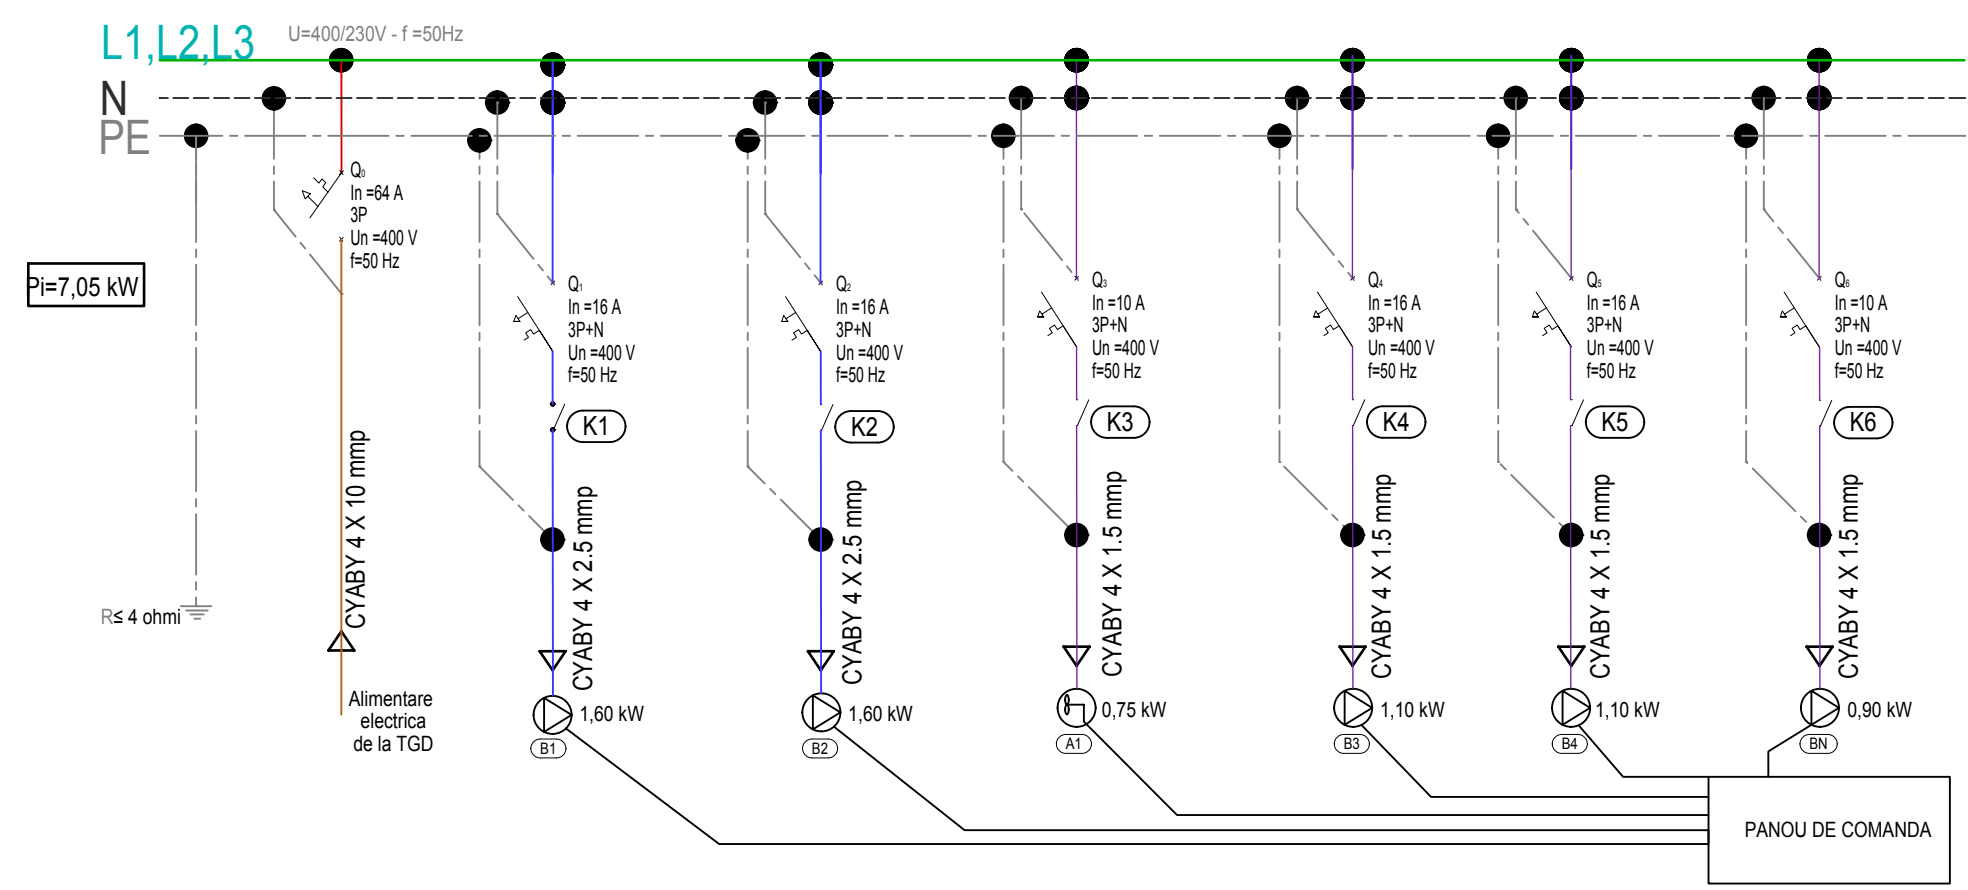 L1,L2,L3
U=400/230V - f =50Hz
N
PE
Q0
In =64 A
3P
Un =400 V
f=50 Hz
Pi=7,05 kW
Q1
In =16 A
3P+N
Un =400 V
f=50 Hz
K1
Q2
In =16 A
3P+N
Un =400 V
f=50 Hz
K2
Q3
In =10 A
3P+N
Un =400 V
f=50 Hz
K3
Q4
In =16 A
3P+N
Un =400 V
f=50 Hz
K4
Q5
In =16 A
3P+N
Un =400 V
f=50 Hz
K5
Q6
In =10 A
3P+N
Un =400 V
f=50 Hz
K6
CYABY 4 X 10 mmp
CYABY 4 X 2.5 mmp
CYABY 4 X 2.5 mmp
CYABY 4 X 1.5 mmp
CYABY 4 X 1.5 mmp
CYABY 4 X 1.5 mmp
CYABY 4 X 1.5 mmp
R≤ 4 ohmi
Alimentare
electrica
de la TGD
1,60 kW
B1
1,60 kW
B2
0,75 kW
A1
1,10 kW
B3
1,10 kW
B4
0,90 kW
BN
PANOU DE COMANDA